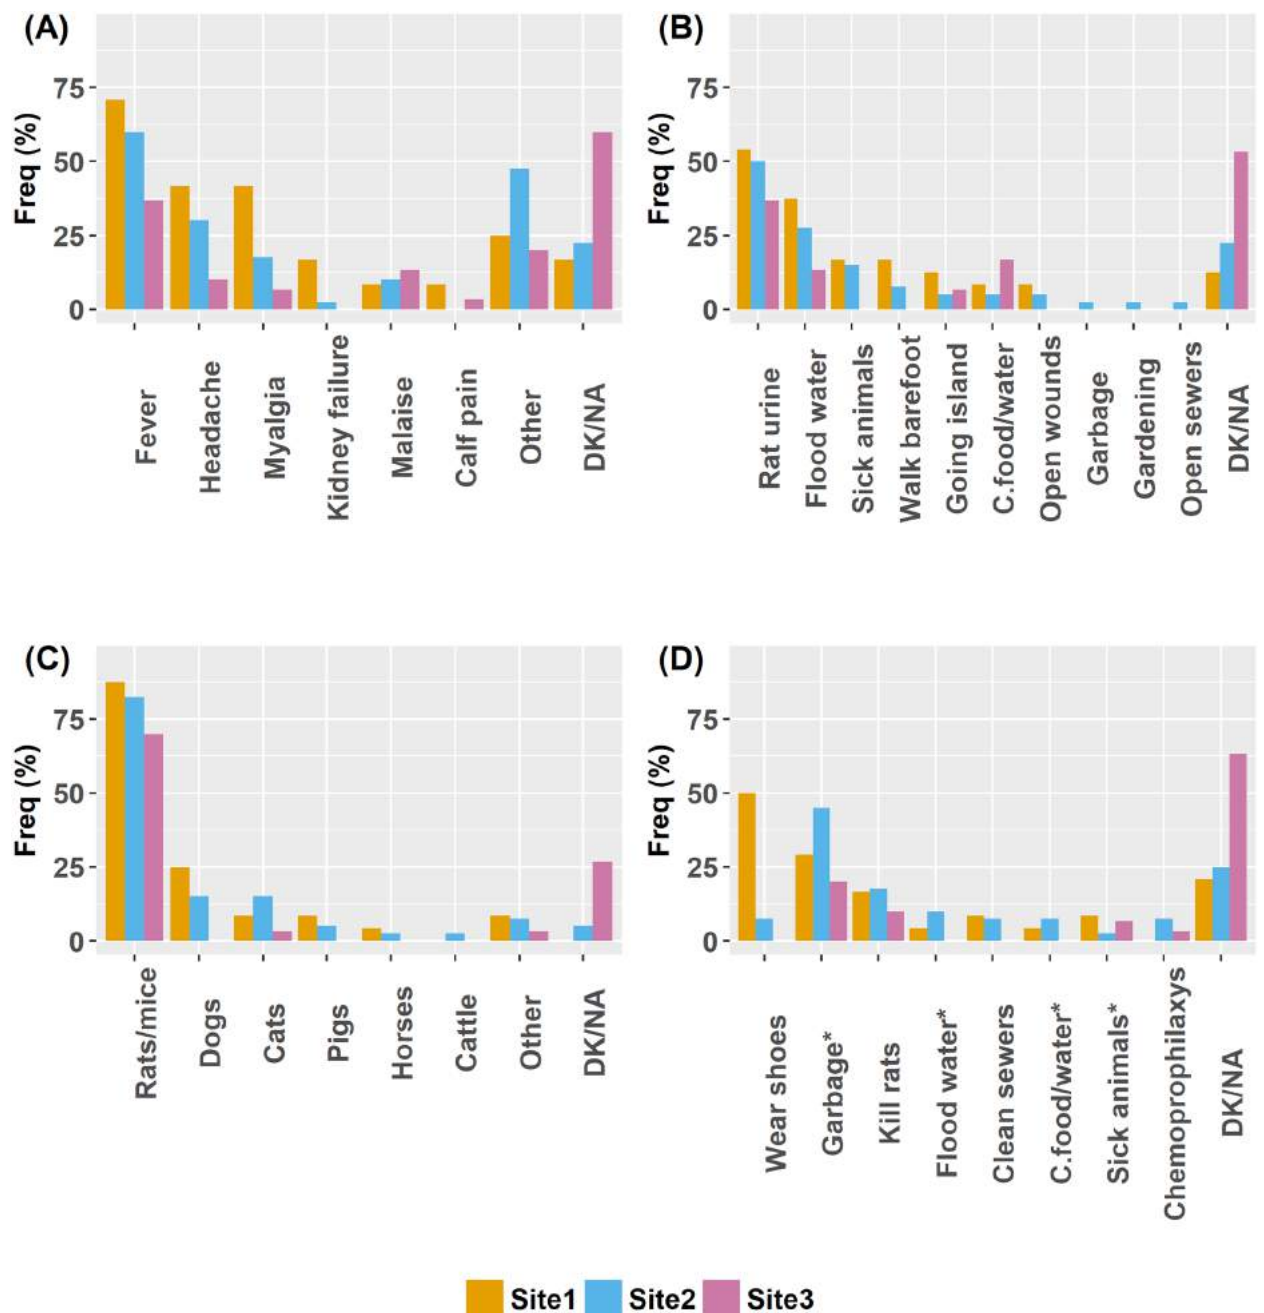 (A)
Freq (%)
75
50
25
0
Fever
Headache
Myalgia
Kidney failure
Malaise
Calf pain
Other
DK/NA
(B)
Freq (%)
75
50
25
0
Rat urine
Flood water
Sick animals
Walk barefoot
Going island
C.food/water
Open wounds
Garbage
Gardening
Open sewers
DK/NA
(C)
Freq (%)
75
50
25
0
Rats/mice
Dogs
Cats
Pigs
Horses
Cattle
Other
DK/NA
(D)
Freq (%)
75
50
25
0
Wear shoes
Garbage*
Kill rats
Flood water*
Clean sewers
C.food/water*
Sick animals*
Chemoprophilaxys
DK/NA
Site1 Site2 Site3